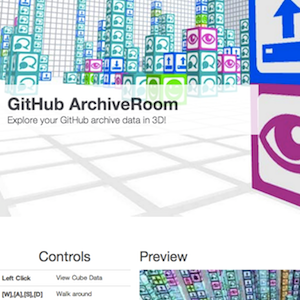 GitHub ArchiveRoom
Explore your GitHub archive data in 3D!
Controls
Preview
Left Click View Cube Data
[W],[A],[S],[D] Walk around